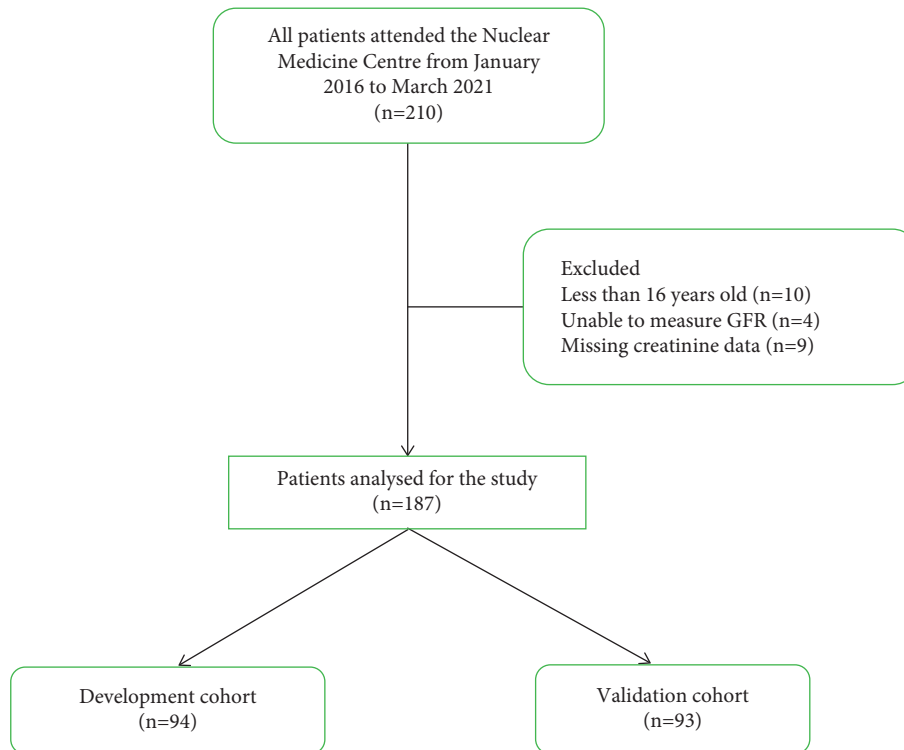 All patients attended the Nuclear
Medicine Centre from January
2016 to March 2021
(n=210)
Excluded
Less than 16 years old (n=10)
Unable to measure GFR (n=4)
Missing creatinine data (n=9)
Patients analysed for the study
(n=187)
Development cohort
(n=94)
Validation cohort
(n=93)